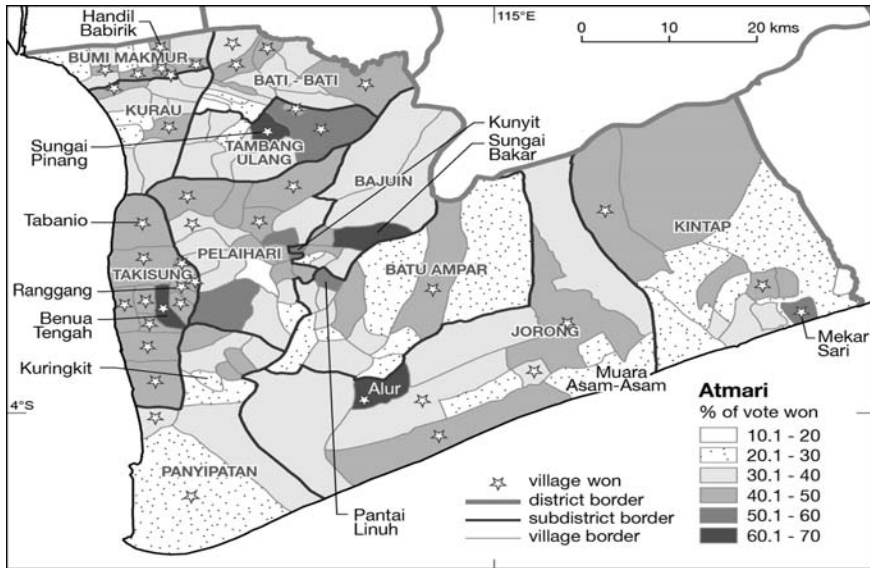 Handil
Babirik
115°E
0 10 20 kms
BUMI MAKMUR
BATI - BATI
KURAU
Kunyit
Sungai
Pinang
TAMBANG
ULANG
Sungai
Bakar
BAJUIN
Tabanio
KINTAP
PELAIHARI
TAKISUNG
BATU AMPAR
Ranggang
Benua
Tengah
JORONG
Mekar
Sari
Kuringkit
Muara
Asam-Asam
Alur
4°S
Atmari
% of vote won
10.1 - 20
20.1 - 30
30.1 - 40
40.1 - 50
50.1 - 60
60.1 - 70
PANYIPATAN
village won
district border
subdistrict border
village border
Pantai
Linuh